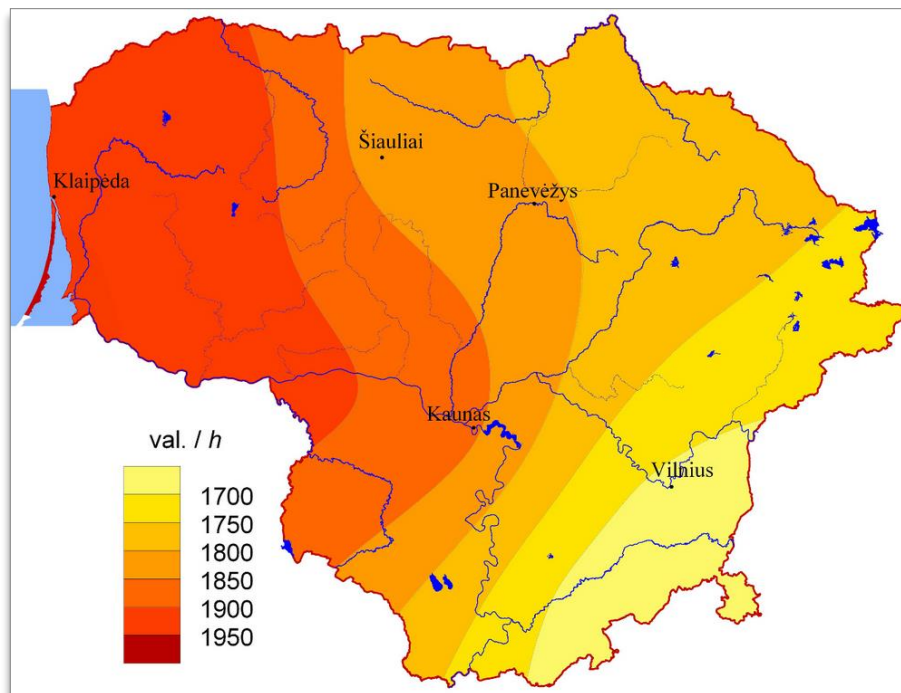 Šiauliai
Klaipėda
Panevėžys
Kaunas
val. / h
Vilnius
1700
1750
1800
1850
1900
1950